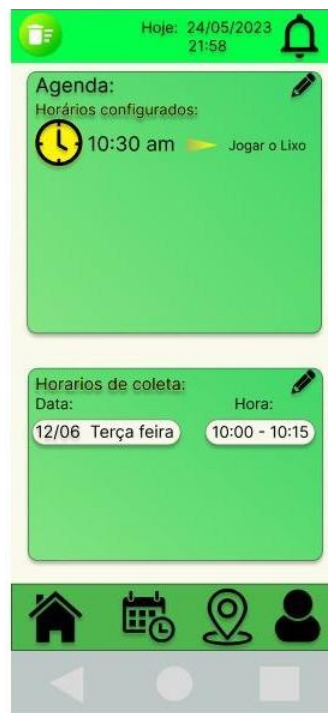 Hoje: 24/05/2023
21:58
Agenda:
Horários configurados:
10:30 am Jogar o Lixo
Horarios de coleta:
Data: Hora:
12/06 Terça feira 10:00 - 10:15